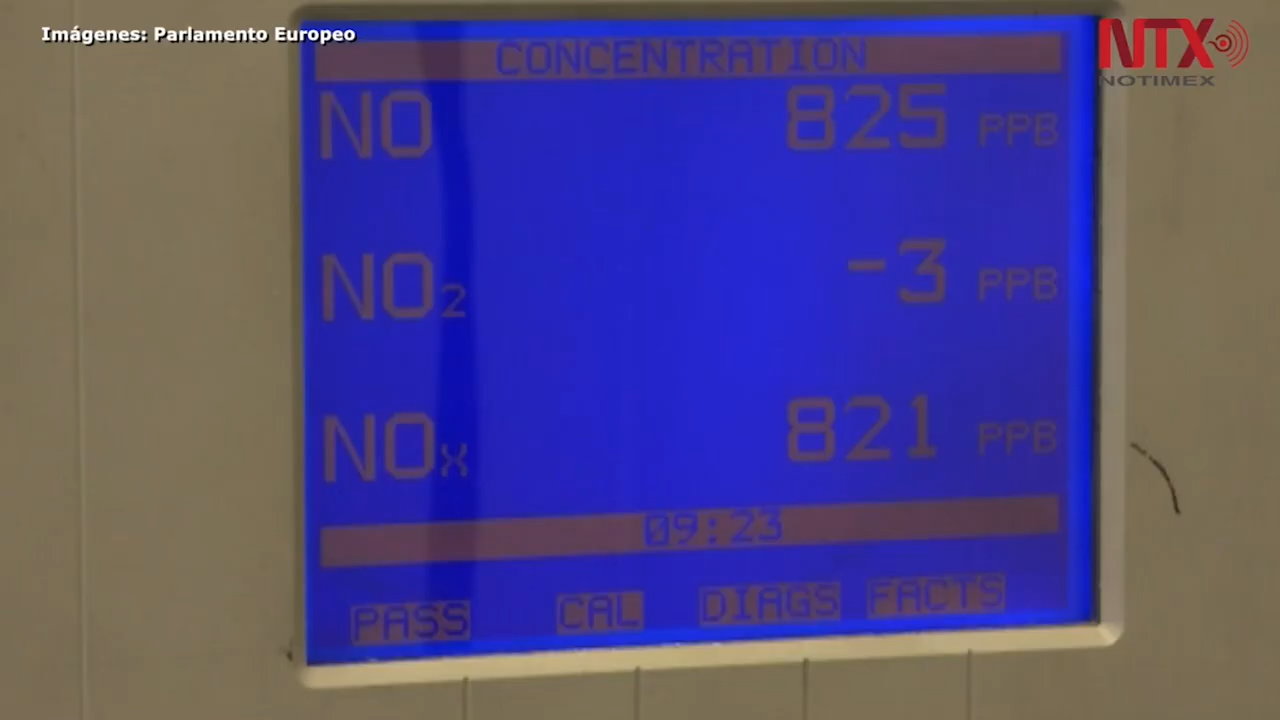 Imágenes: Parlamento Europeo
NTX
NOTIMEX
CONCENTRATION
NO 825 PPB
NO2 -3 PPB
NOX 821 PPB
09:23
PASS CAL DIAGS FACTS